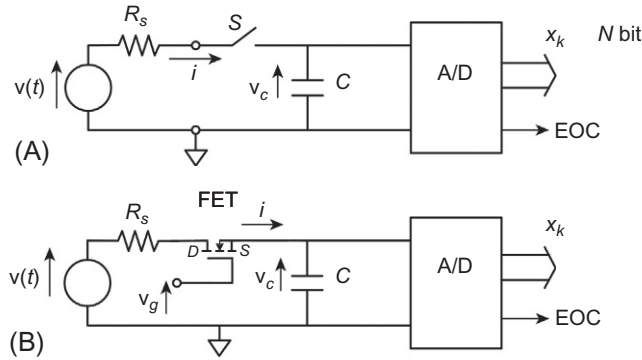 R_s
S
x_k
N bit
v(t)
i
v_c
C
A/D
EOC
(A)
FET
R_s
i
x_k
D
S
v(t)
v_g
v_c
C
A/D
EOC
(B)